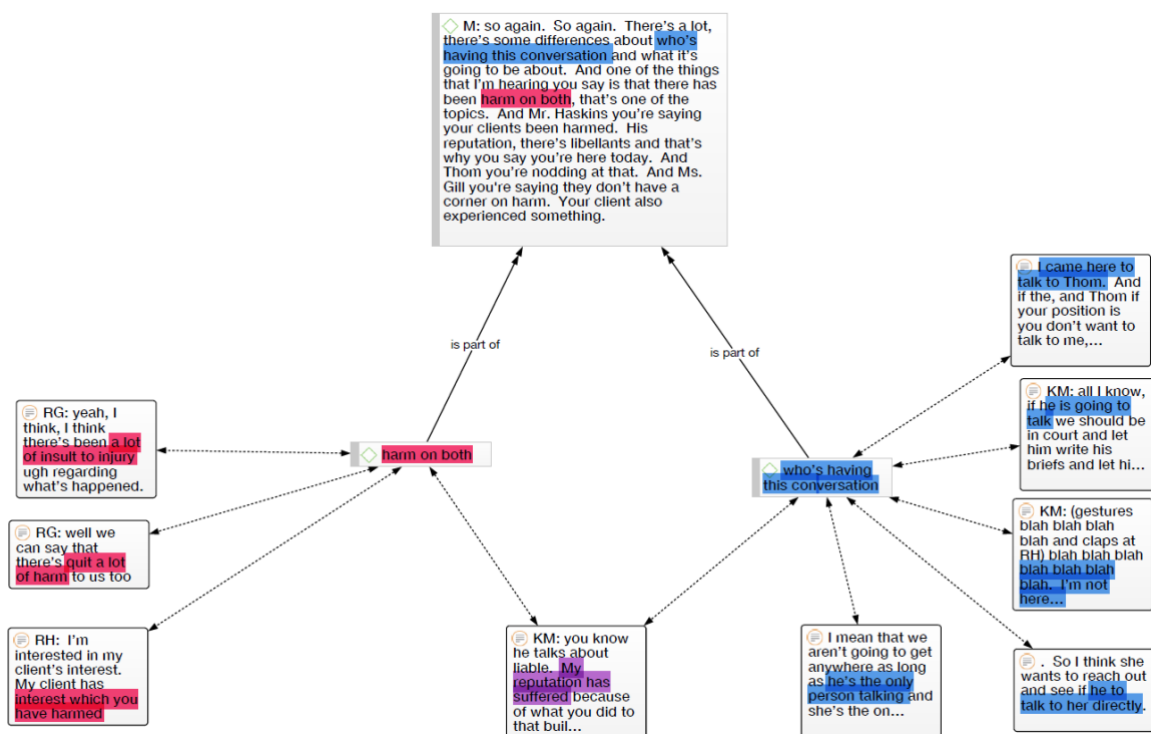 M: so again.  So again.  There's a lot,
there's some differences about who's
having this conversation and what it's
going to be about.  And one of the things
that I'm hearing you say is that there has
been harm on both, that's one of the
topics.  And Mr. Haskins you're saying
your clients been harmed.  His
reputation, there's libellants and that's
why you say you're here today.  And
Thom you're nodding at that.  And Ms.
Gill you're saying they don't have a
corner on harm.  Your client also
experienced something.
is part of
is part of
I came here to
talk to Thom.  And
if the, and Thom if
your position is
you don't want to
talk to me,...
KM: all I know,
if he is going to
talk we should be
in court and let
him write his
briefs and let hi...
RG: yeah, I
think, I think
there's been a lot
of insult to injury
ugh regarding
what's happened.
harm on both
who's having
this conversation
KM: (gestures
blah blah blah
blah and claps at
RH) blah blah blah
blah blah blah
blah.  I'm not
here...
RG: well we
can say that
there's quit a lot
of harm to us too
RH:  I'm
interested in my
client's interest.
My client has
interest which you
have harmed
KM: you know
he talks about
liable.  My
reputation has
suffered because
of what you did to
that buil...
I mean that we
aren't going to get
anywhere as long
as he's the only
person talking and
she's the on...
.  So I think she
wants to reach out
and see if he to
talk to her directly.